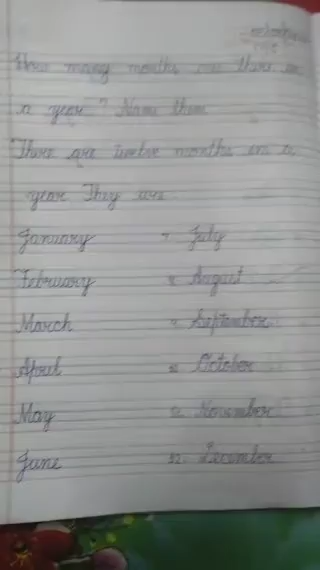 How many months are there in
a year? Name them
There are twelve months in a
year They are
January 7 July
February 8 August
March 9 September
April 10 October
May 11 November
June 12 December